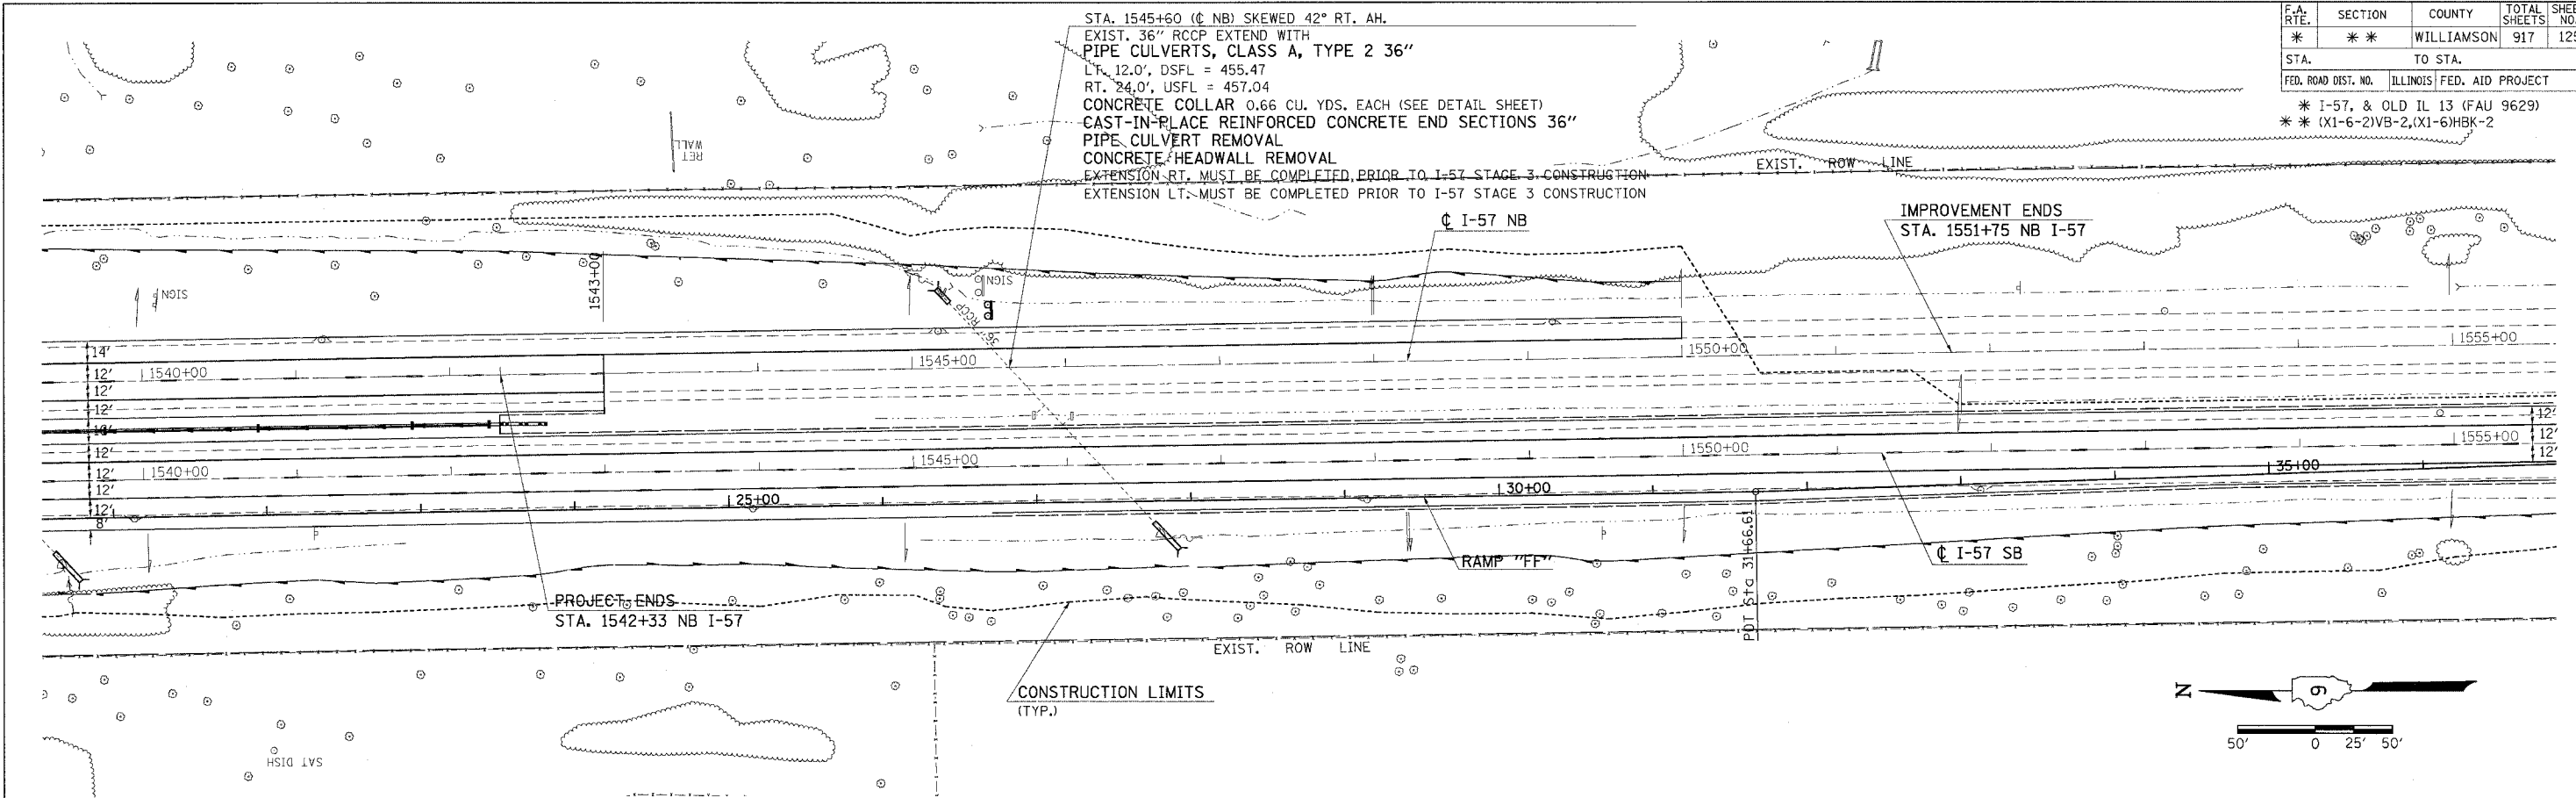 STA. 1545+60 (℄ NB) SKEWED 42° RT. AH.
EXIST. 36" RCCP EXTEND WITH
PIPE CULVERTS, CLASS A, TYPE 2 36"
LT. 12.0', DSFL = 455.47
RT. 24.0', USFL = 457.04
CONCRETE COLLAR 0.66 CU. YDS. EACH (SEE DETAIL SHEET)
CAST-IN-PLACE REINFORCED CONCRETE END SECTIONS 36"
PIPE CULVERT REMOVAL
CONCRETE HEADWALL REMOVAL
EXTENSION RT. MUST BE COMPLETED PRIOR TO I-57 STAGE 3 CONSTRUCTION
EXTENSION LT. MUST BE COMPLETED PRIOR TO I-57 STAGE 3 CONSTRUCTION
F.A. RTE. SECTION COUNTY TOTAL SHEETS
* * * WILLIAMSON 917
STA. TO STA.
FED. ROAD DIST. NO. ILLINOIS FED. AID PROJECT
* I-57, & OLD IL 13 (FAU 9629)
* * (X1-6-2)VB-2,(X1-6)HBK-2
RET WALL
EXIST. ROW LINE
℄ I-57 NB
IMPROVEMENT ENDS
STA. 1551+75 NB I-57
SIGN
1543+00
SIGN
36" RCCP
14'
12'
12'
12'
12'
12'
12'
12'
8'
1540+00
1545+00
1550+00
1555+00
1540+00
1545+00
1550+00
1555+00
12'
12'
12'
25+00
30+00
35+00
POT Sta 31+66.61
RAMP "FF"
℄ I-57 SB
PROJECT ENDS
STA. 1542+33 NB I-57
EXIST. ROW LINE
CONSTRUCTION LIMITS
(TYP.)
SAT DISH
N
9
50' 0 25' 50'